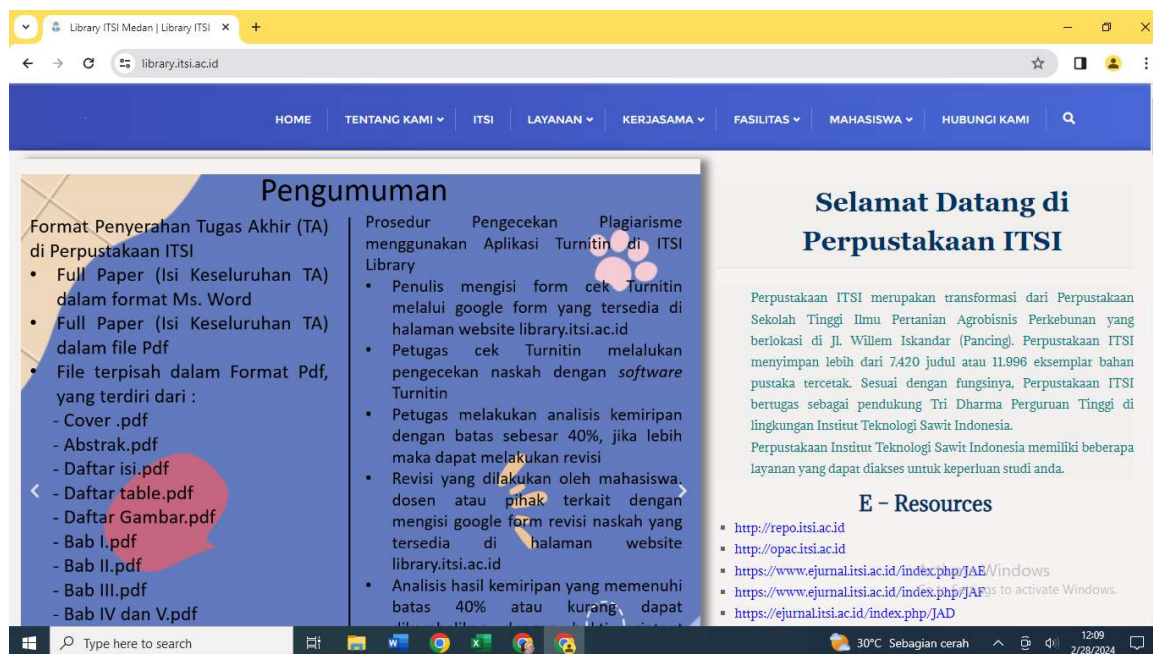 Library ITSI Medan | Library ITSI
library.itsi.ac.id
HOME
TENTANG KAMI
ITSI
LAYANAN
KERJASAMA
FASILITAS
MAHASISWA
HUBUNGI KAMI
Pengumuman
Format Penyerahan Tugas Akhir (TA)
di Perpustakaan ITSI
• Full Paper (Isi Keseluruhan TA)
dalam format Ms. Word
• Full Paper (Isi Keseluruhan TA)
dalam file Pdf
• File terpisah dalam Format Pdf,
yang terdiri dari :
- Cover .pdf
- Abstrak.pdf
- Daftar isi.pdf
- Daftar table.pdf
- Daftar Gambar.pdf
- Bab I.pdf
- Bab II.pdf
- Bab III.pdf
- Bab IV dan V.pdf
Prosedur Pengecekan Plagiarisme
menggunakan Aplikasi Turnitin di ITSI
Library
• Penulis mengisi form cek Turnitin
melalui google form yang tersedia di
halaman website library.itsi.ac.id
• Petugas cek Turnitin melalukan
pengecekan naskah dengan software
Turnitin
• Petugas melakukan analisis kemiripan
dengan batas sebesar 40%, jika lebih
maka dapat melakukan revisi
• Revisi yang dilakukan oleh mahasiswa.
dosen atau pihak terkait dengan
mengisi google form revisi naskah yang
tersedia di halaman website
library.itsi.ac.id
• Analisis hasil kemiripan yang memenuhi
batas 40% atau kurang dapat
Selamat Datang di
Perpustakaan ITSI
Perpustakaan ITSI merupakan transformasi dari Perpustakaan
Sekolah Tinggi Ilmu Pertanian Agrobisnis Perkebunan yang
berlokasi di Jl. Willem Iskandar (Pancing). Perpustakaan ITSI
menyimpan lebih dari 7.420 judul atau 11.996 eksemplar bahan
pustaka tercetak. Sesuai dengan fungsinya, Perpustakaan ITSI
bertugas sebagai pendukung Tri Dharma Perguruan Tinggi di
lingkungan Institut Teknologi Sawit Indonesia.
Perpustakaan Institut Teknologi Sawit Indonesia memiliki beberapa
layanan yang dapat diakses untuk keperluan studi anda.
E – Resources
http://repo.itsi.ac.id
http://opac.itsi.ac.id
https://www.ejurnal.itsi.ac.id/index.php/JAE
https://www.ejurnal.itsi.ac.id/index.php/JAF
https://ejurnal.itsi.ac.id/index.php/JAD
Windows
to activate Windows.
Type here to search
30°C Sebagian cerah
12:09
2/28/2024